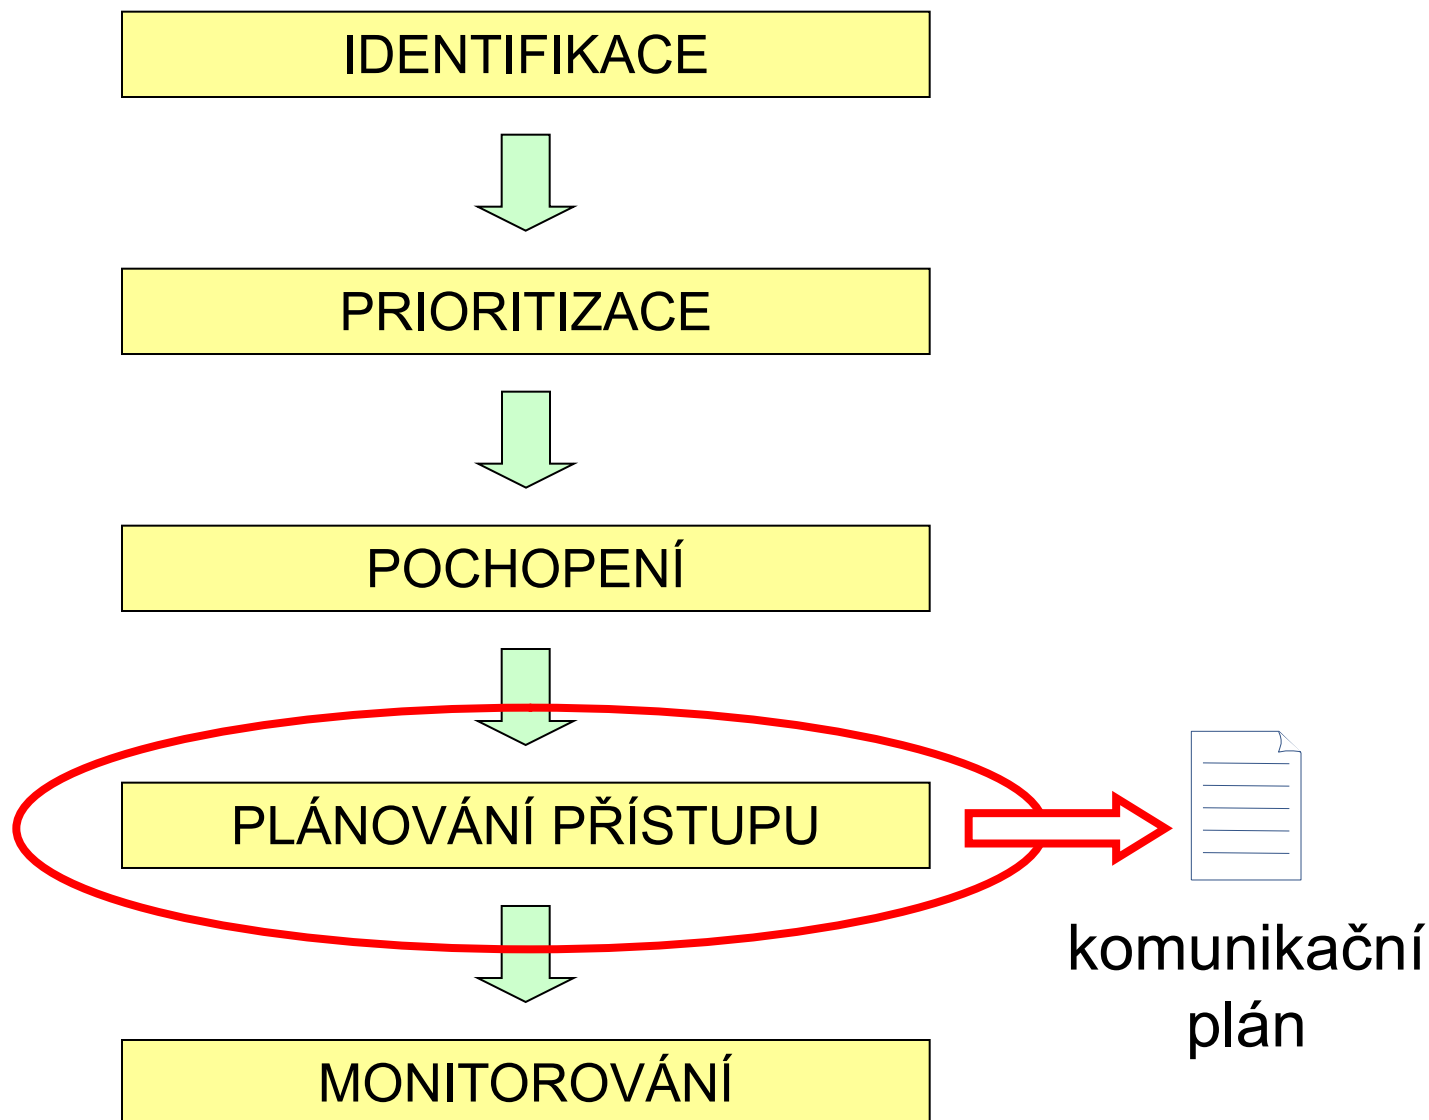 IDENTIFIKACE
PRIORITIZACE
POCHOPENÍ
PLÁNOVÁNÍ PŘÍSTUPU
komunikační
plán
MONITOROVÁNÍ